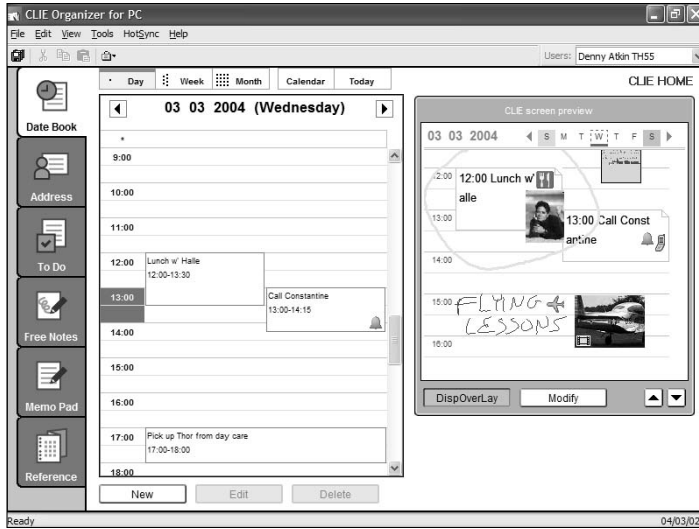 CLIE Organizer for PC
File Edit View Tools HotSync Help
Users: Denny Atkin TH55
Day Week Month Calendar Today
CLIE HOME
Date Book
Address
To Do
Free Notes
Memo Pad
Reference
03 03 2004 (Wednesday)
9:00
10:00
11:00
12:00 Lunch w' Halle
12:00-13:30
13:00 Call Constantine
13:00-14:15
14:00
15:00
16:00
17:00 Pick up Thor from day care
17:00-18:00
18:00
New Edit Delete
CLIE screen preview
03 03 2004 S M T W T F S
12:00 Lunch w'
alle
13:00
13:00 Call Const
antine
14:00
15:00 FLYING
LESSONS
16:00
DispOverLay Modify
Ready
04/03/02